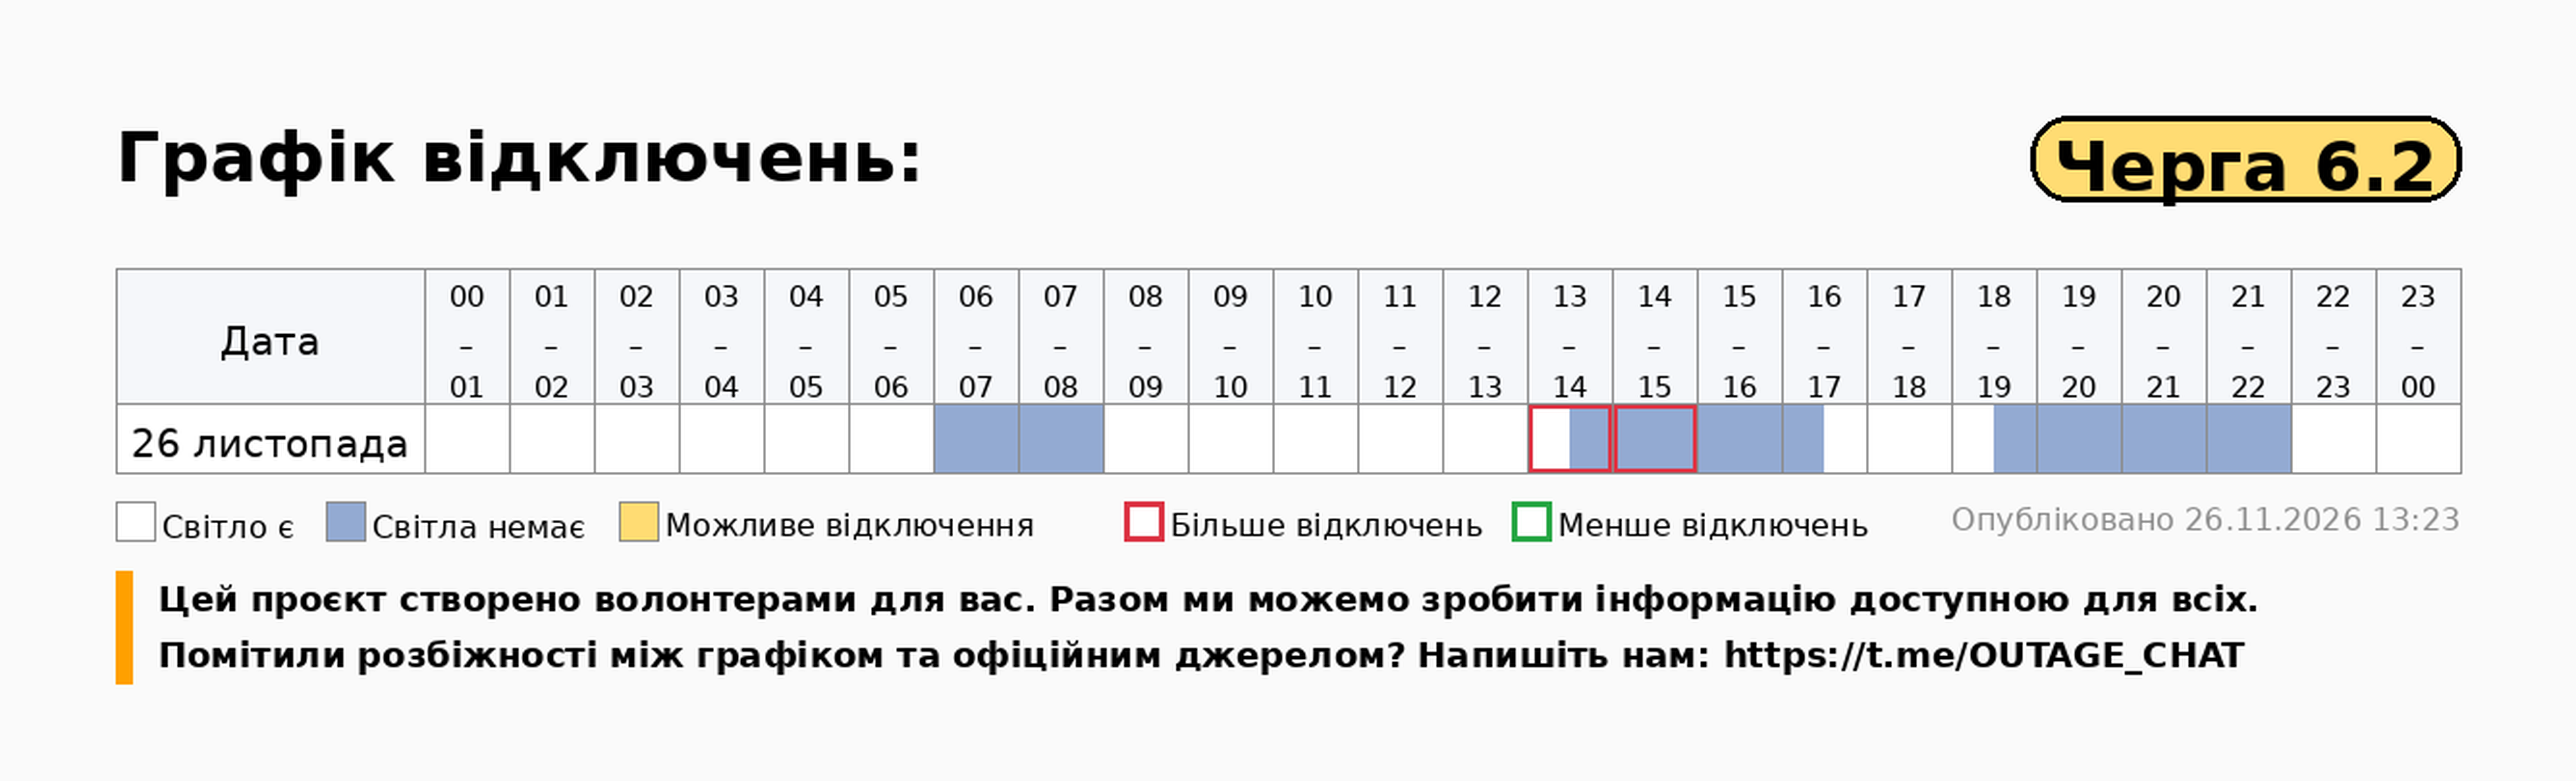 Графік відключень:
Черга 6.2
Дата
00 – 01
01 – 02
02 – 03
03 – 04
04 – 05
05 – 06
06 – 07
07 – 08
08 – 09
09 – 10
10 – 11
11 – 12
12 – 13
13 – 14
14 – 15
15 – 16
16 – 17
17 – 18
18 – 19
19 – 20
20 – 21
21 – 22
22 – 23
23 – 00
26 листопада
Світло є
Світла немає
Можливе відключення
Більше відключень
Менше відключень
Опубліковано 26.11.2026 13:23
Цей проєкт створено волонтерами для вас. Разом ми можемо зробити інформацію доступною для всіх.
Помітили розбіжності між графіком та офіційним джерелом? Напишіть нам: https://t.me/OUTAGE_CHAT